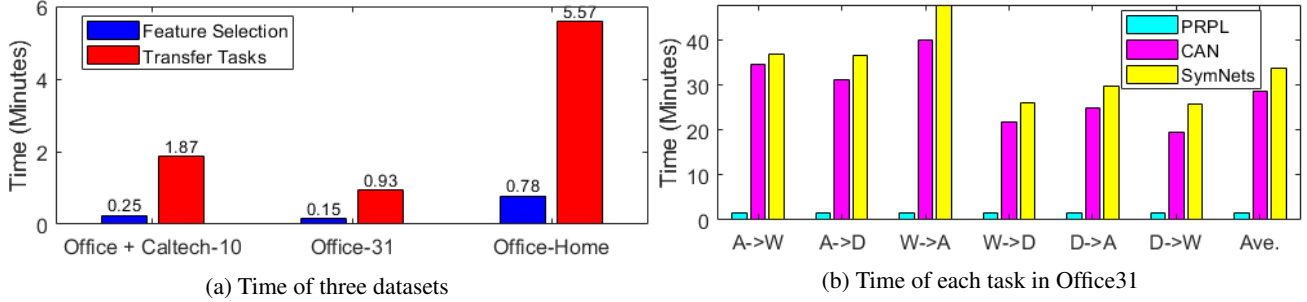 Time (Minutes)
6
4
2
0
Feature Selection
Transfer Tasks
0.25
1.87
0.15
0.93
0.78
5.57
Office + Caltech-10
Office-31
Office-Home
(a) Time of three datasets
Time (Minutes)
40
30
20
10
0
PRPL
CAN
SymNets
A->W
A->D
W->A
W->D
D->A
D->W
Ave.
(b) Time of each task in Office31